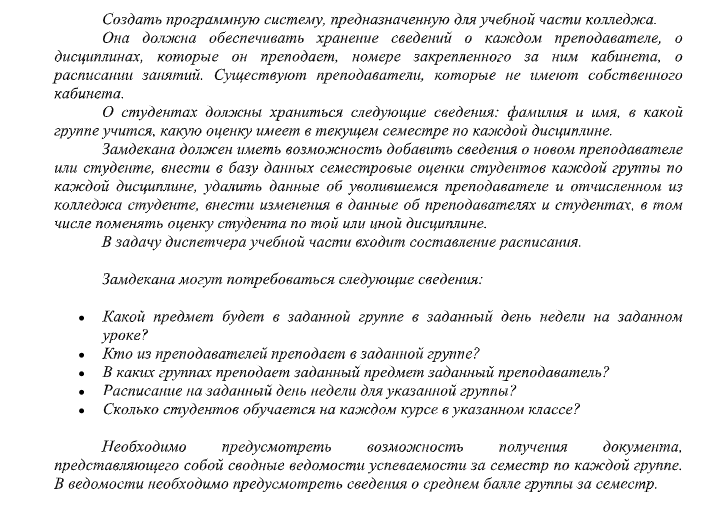 Создать программную систему, предназначенную для учебной части колледжа.
Она должна обеспечивать хранение сведений о каждом преподавателе, о
дисциплинах, которые он преподает, номере закрепленного за ним кабинета, о
расписании занятий. Существуют преподаватели, которые не имеют собственного
кабинета.
О студентах должны храниться следующие сведения: фамилия и имя, в какой
группе учится, какую оценку имеет в текущем семестре по каждой дисциплине.
Замдекана должен иметь возможность добавить сведения о новом преподавателе
или студенте, внести в базу данных семестровые оценки студентов каждой группы по
каждой дисциплине, удалить данные об уволившемся преподавателе и отчисленном из
колледжа студенте, внести изменения в данные об преподавателях и студентах, в том
числе поменять оценку студента по той или иной дисциплине.
В задачу диспетчера учебной части входит составление расписания.
Замдекана могут потребоваться следующие сведения:
• Какой предмет будет в заданной группе в заданный день недели на заданном
уроке?
• Кто из преподавателей преподает в заданной группе?
• В каких группах преподает заданный предмет заданный преподаватель?
• Расписание на заданный день недели для указанной группы?
• Сколько студентов обучается на каждом курсе в указанном классе?
Необходимо предусмотреть возможность получения документа,
представляющего собой сводные ведомости успеваемости за семестр по каждой группе.
В ведомости необходимо предусмотреть сведения о среднем балле группы за семестр.